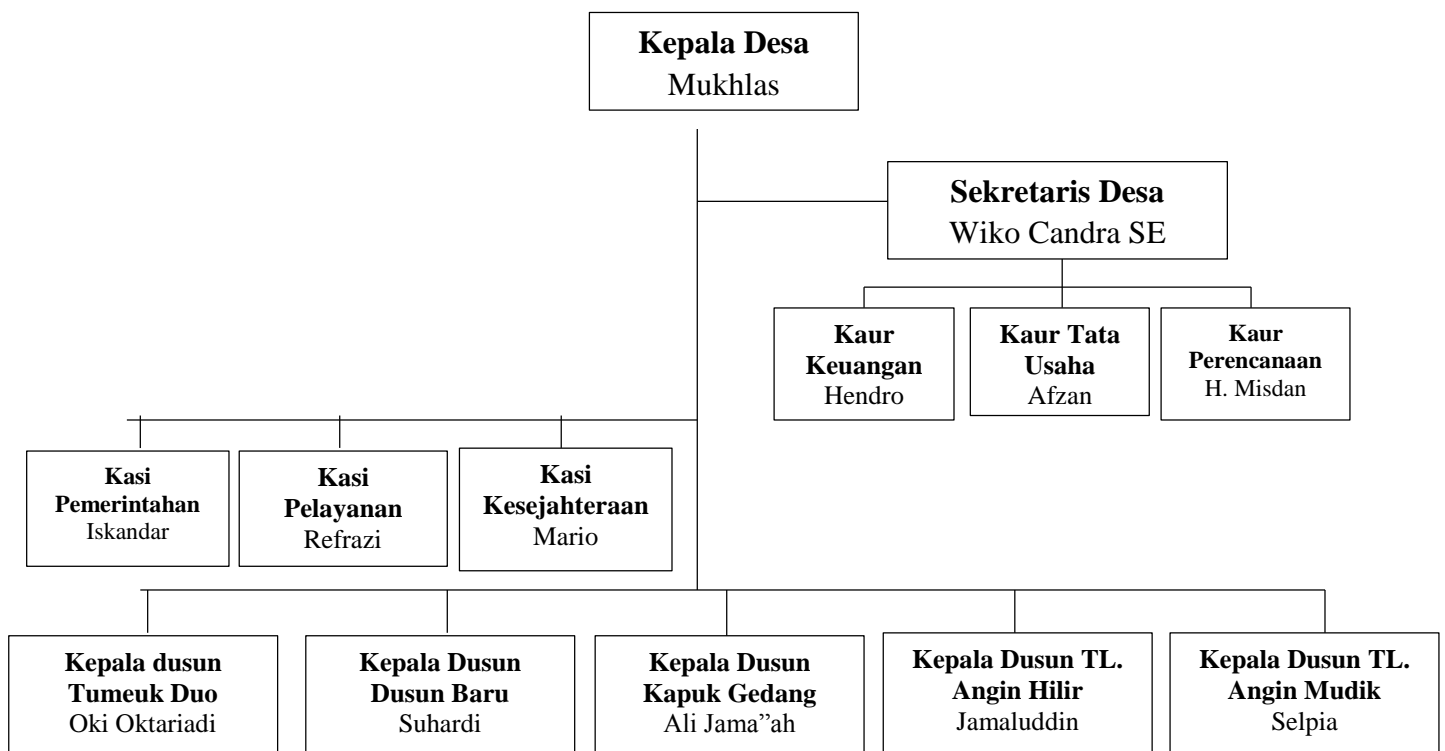 Kepala Desa
Mukhlas
Sekretaris Desa
Wiko Candra SE
Kaur
Keuangan
Hendro
Kaur Tata
Usaha
Afzan
Kaur
Perencanaan
H. Misdan
Kasi
Pemerintahan
Iskandar
Kasi
Pelayanan
Refrazi
Kasi
Kesejahteraan
Mario
Kepala dusun
Tumeuk Duo
Oki Oktariadi
Kepala Dusun
Dusun Baru
Suhardi
Kepala Dusun
Kapuk Gedang
Ali Jama”ah
Kepala Dusun TL.
Angin Hilir
Jamaluddin
Kepala Dusun TL.
Angin Mudik
Selpia